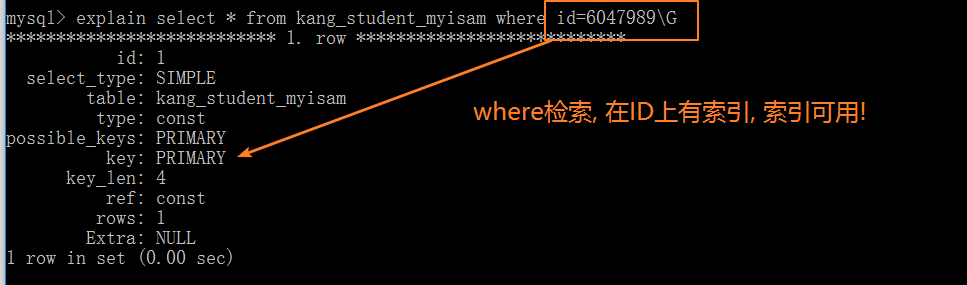 mysql> explain select * from kang_student_myisam where id=6047989\G
*************************** 1. row ***************************
id: 1
select_type: SIMPLE
table: kang_student_myisam
type: const
possible_keys: PRIMARY
key: PRIMARY
key_len: 4
ref: const
rows: 1
Extra: NULL
1 row in set (0.00 sec)
where检索, 在ID上有索引, 索引可用!